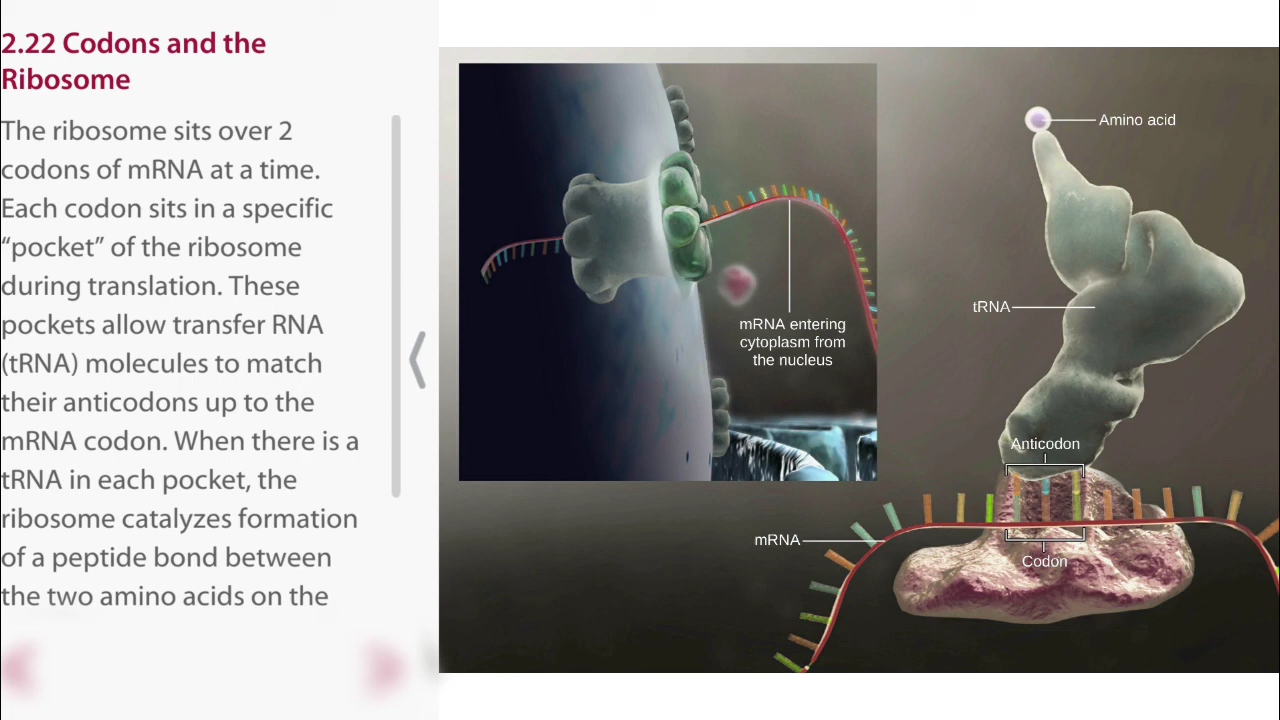 2.22 Codons and the
Ribosome
The ribosome sits over 2
codons of mRNA at a time.
Each codon sits in a specific
“pocket” of the ribosome
during translation. These
pockets allow transfer RNA
(tRNA) molecules to match
their anticodons up to the
mRNA codon. When there is a
tRNA in each pocket, the
ribosome catalyzes formation
of a peptide bond between
the two amino acids on the
mRNA entering
cytoplasm from
the nucleus
Amino acid
tRNA
Anticodon
mRNA
Codon